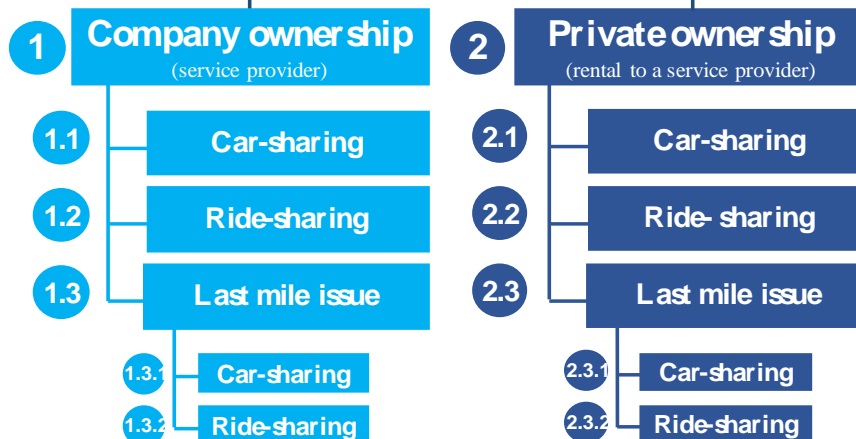 1
Company ownership
(service provider)
1.1
Car-sharing
1.2
Ride-sharing
1.3
Last mile issue
1.3.1
Car-sharing
1.3.2
Ride-sharing
2
Private ownership
(rental to a service provider)
2.1
Car-sharing
2.2
Ride- sharing
2.3
Last mile issue
2.3.1
Car-sharing
2.3.2
Ride-sharing